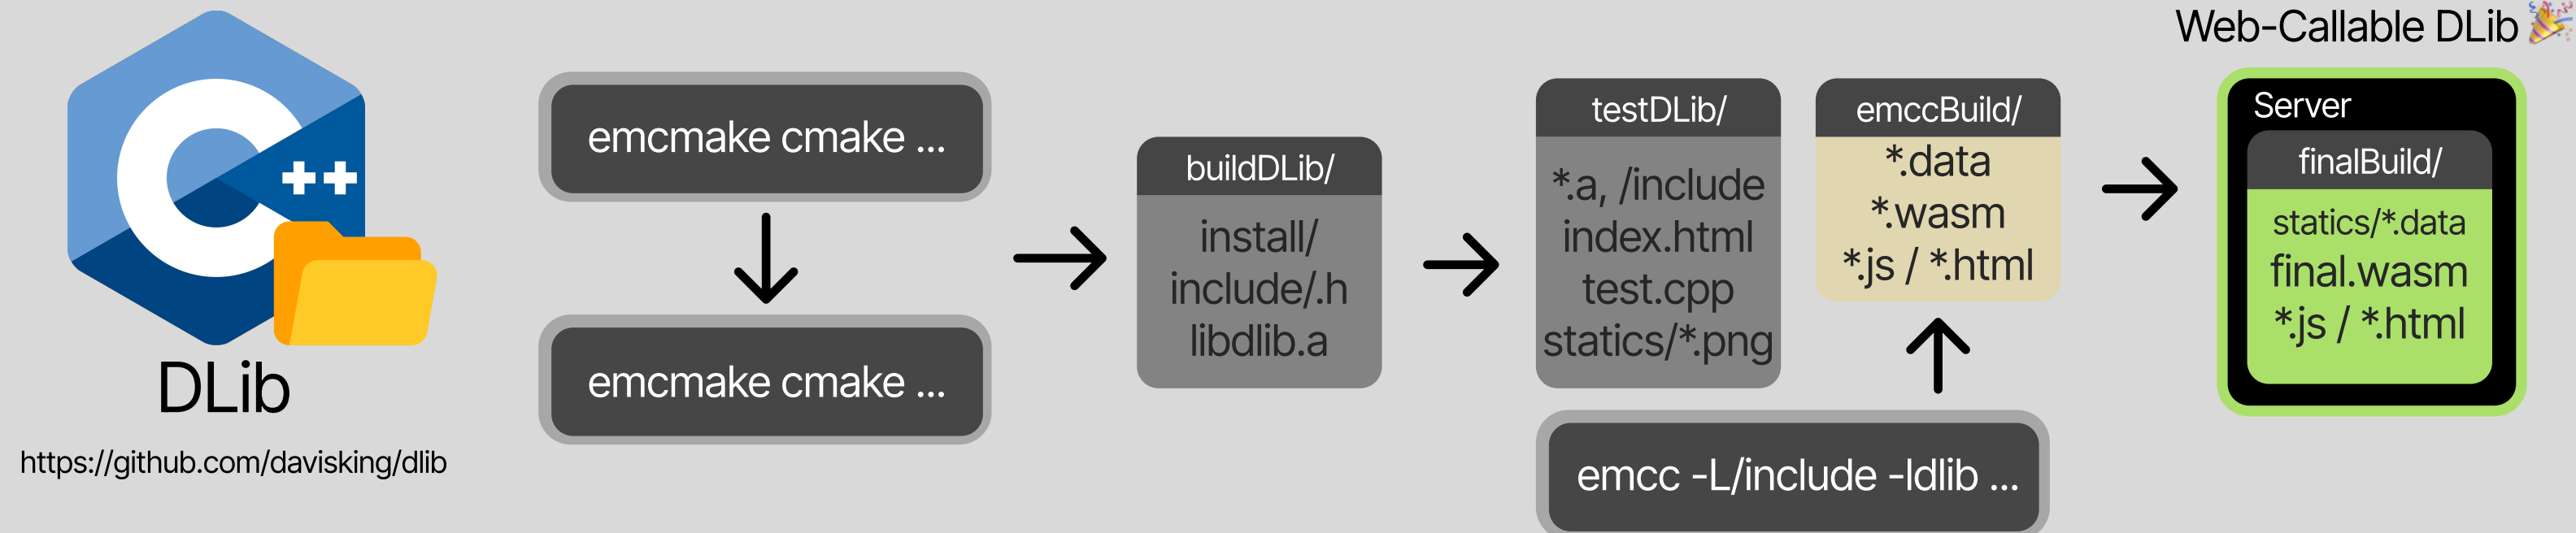 ++
DLib
https://github.com/davisking/dlib
emcmake cmake ...
emcmake cmake ...
buildDLib/
install/
include/.h
libdlib.a
testDLib/
*.a, /include
index.html
test.cpp
statics/*.png
emccBuild/
*.data
*.wasm
*.js / *.html
emcc -L/include -ldlib ...
Web-Callable DLib 🎉
Server
finalBuild/
statics/*.data
final.wasm
*.js / *.html